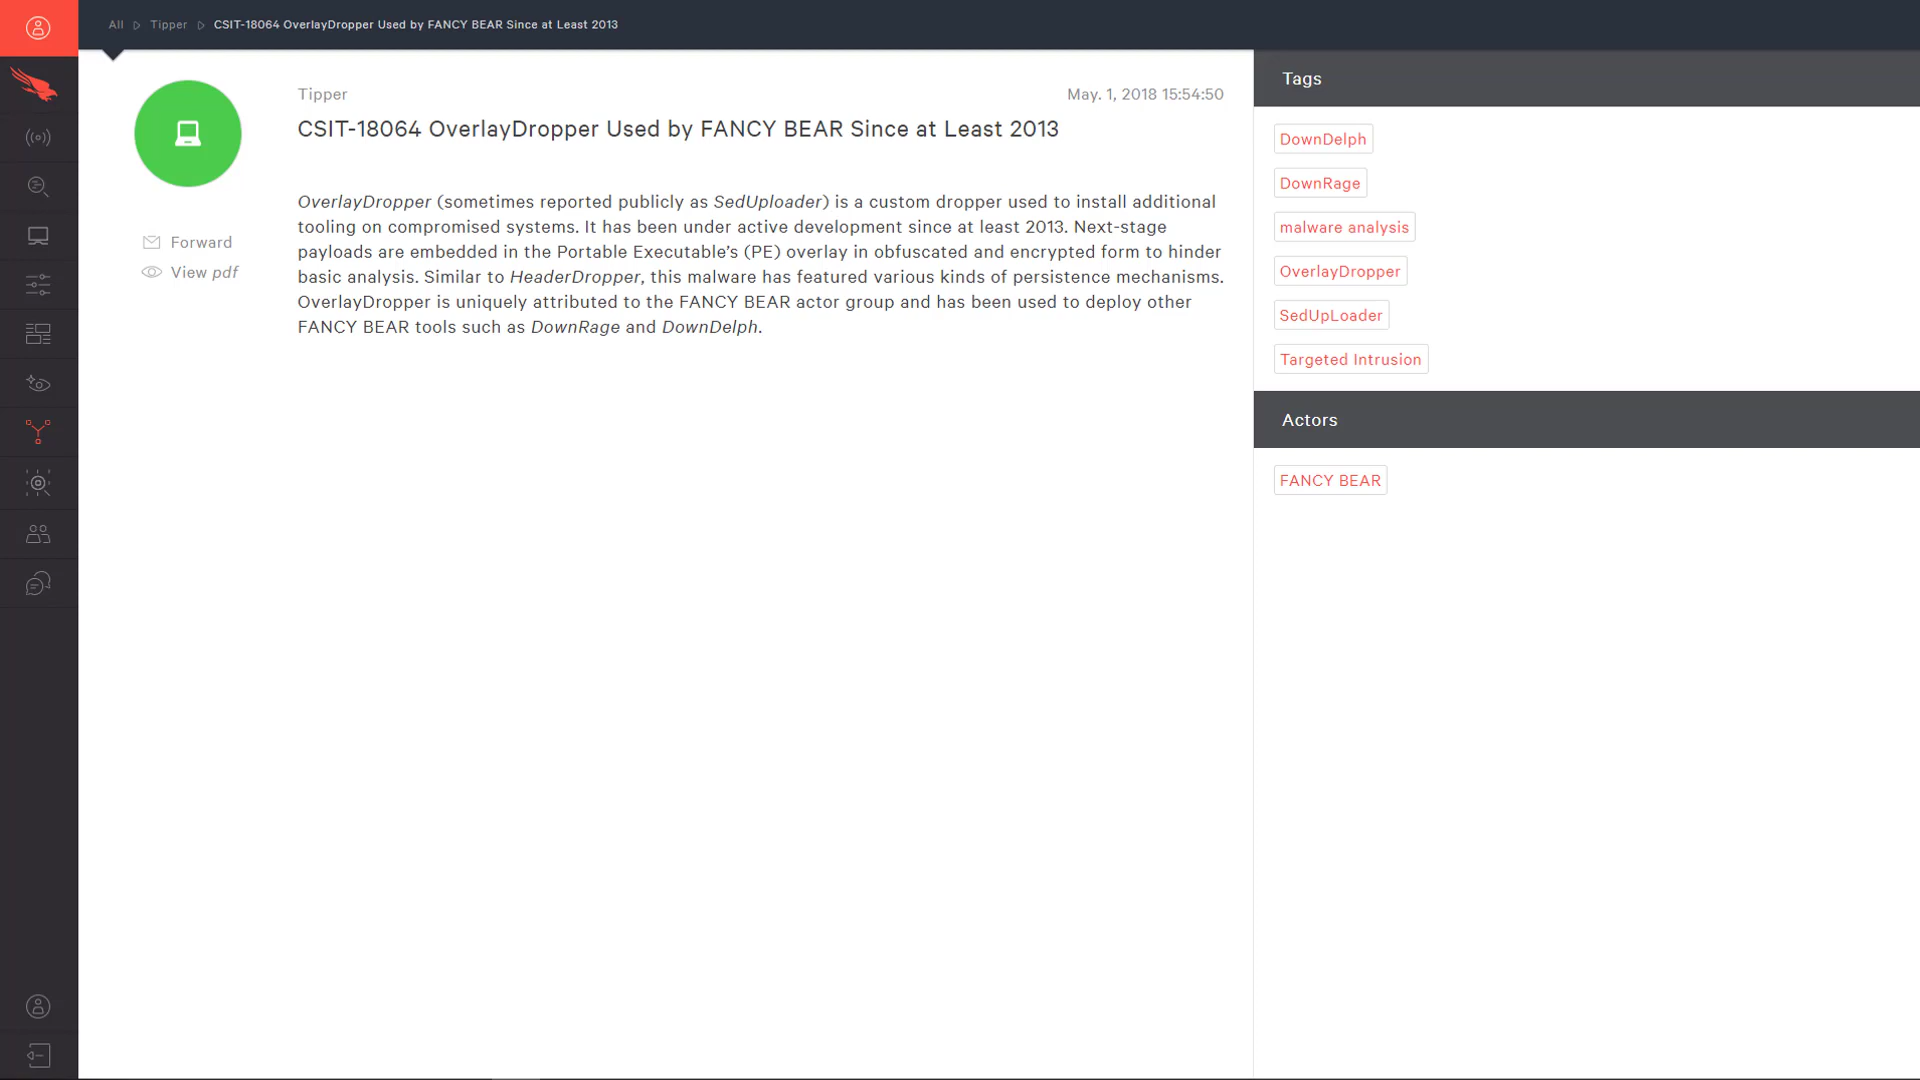 All Tipper CSIT-18064 OverlayDropper Used by FANCY BEAR Since at Least 2013
Tipper May. 1, 2018 15:54:50
CSIT-18064 OverlayDropper Used by FANCY BEAR Since at Least 2013
Forward
View pdf
OverlayDropper (sometimes reported publicly as SedUploader) is a custom dropper used to install additional
tooling on compromised systems. It has been under active development since at least 2013. Next-stage
payloads are embedded in the Portable Executable’s (PE) overlay in obfuscated and encrypted form to hinder
basic analysis. Similar to HeaderDropper, this malware has featured various kinds of persistence mechanisms.
OverlayDropper is uniquely attributed to the FANCY BEAR actor group and has been used to deploy other
FANCY BEAR tools such as DownRage and DownDelph.
Tags
DownDelph
DownRage
malware analysis
OverlayDropper
SedUpLoader
Targeted Intrusion
Actors
FANCY BEAR